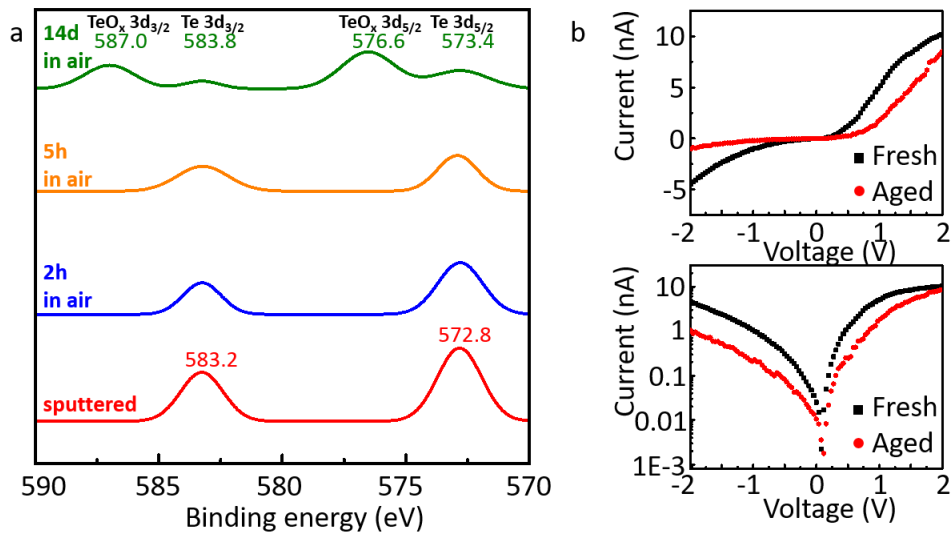 a
TeOx 3d3/2 Te 3d3/2 TeOx 3d5/2 Te 3d5/2
14d
in air
587.0 583.8 576.6 573.4
5h
in air
2h
in air
583.2 572.8
sputtered
590 585 580 575 570
Binding energy (eV)
b
Current (nA)
10
5
0
-5
Fresh
Aged
-2 -1 0 1 2
Voltage (V)
Current (nA)
10
1
0.1
0.01
1E-3
Fresh
Aged
-2 -1 0 1 2
Voltage (V)